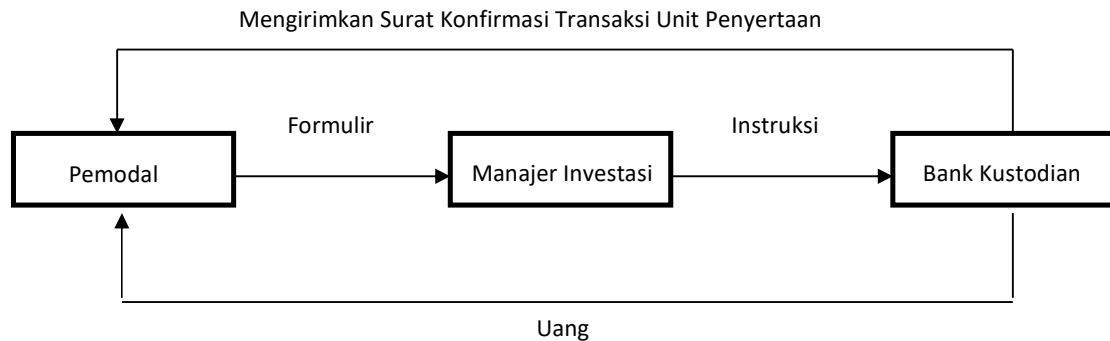 Mengirimkan Surat Konfirmasi Transaksi Unit Penyertaan
Formulir
Instruksi
Pemodal
Manajer Investasi
Bank Kustodian
Uang